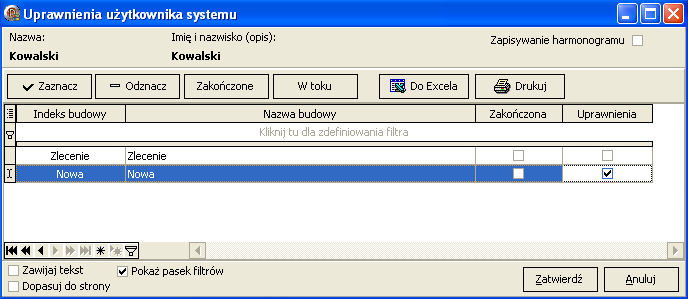 Uprawnienia użytkownika systemu
Nazwa: Imię i nazwisko (opis): Zapisywanie harmonogramu
Kowalski Kowalski
Zaznacz Odznacz Zakończone W toku Do Excela Drukuj
Indeks budowy Nazwa budowy Zakończona Uprawnienia
Kliknij tu dla zdefiniowania filtra
Zlecenie Zlecenie
Nowa Nowa
Zawijaj tekst Pokaż pasek filtrów
Dopasuj do strony
Zatwierdź Anuluj